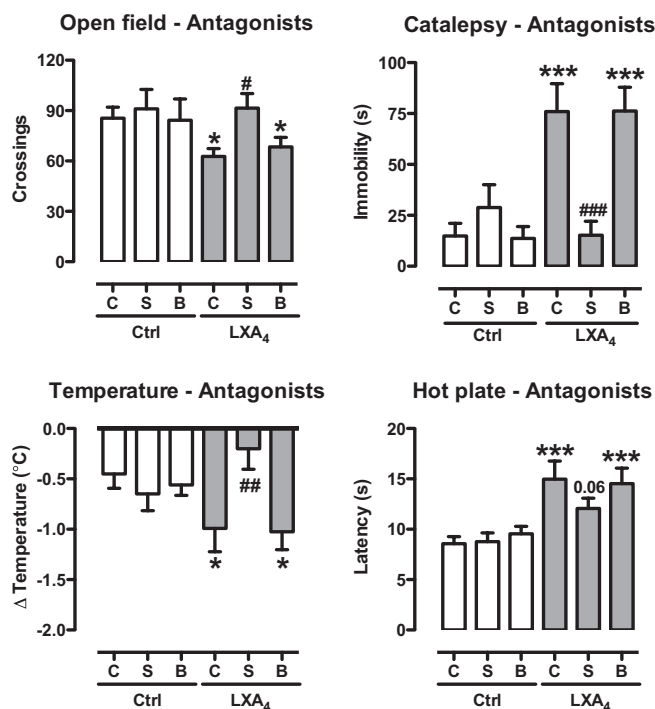 Open field - Antagonists
120
90
60
30
0
Crossings
*
#
*
C S B C S B
Ctrl LXA₄
Catalepsy - Antagonists
100
75
50
25
0
Immobility (s)
***
###
***
C S B C S B
Ctrl LXA₄
Temperature - Antagonists
0.0
-0.5
-1.0
-1.5
-2.0
Δ Temperature (°C)
*
##
*
C S B C S B
Ctrl LXA₄
Hot plate - Antagonists
20
15
10
5
0
Latency (s)
***
0.06
***
C S B C S B
Ctrl LXA₄